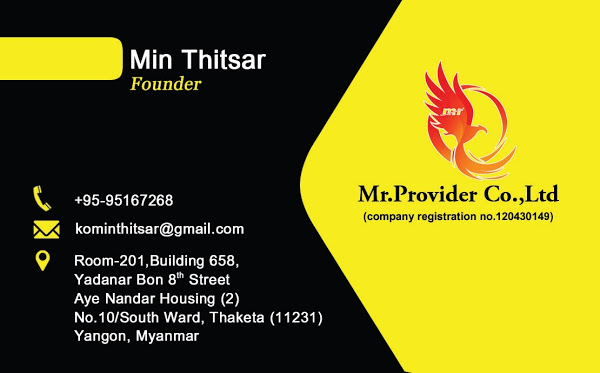 Min Thitsar
Founder
mr
Mr.Provider Co.,Ltd
(company registration no.120430149)
+95-95167268
kominthitsar@gmail.com
Room-201,Building 658,
Yadanar Bon 8th Street
Aye Nandar Housing (2)
No.10/South Ward, Thaketa (11231)
Yangon, Myanmar